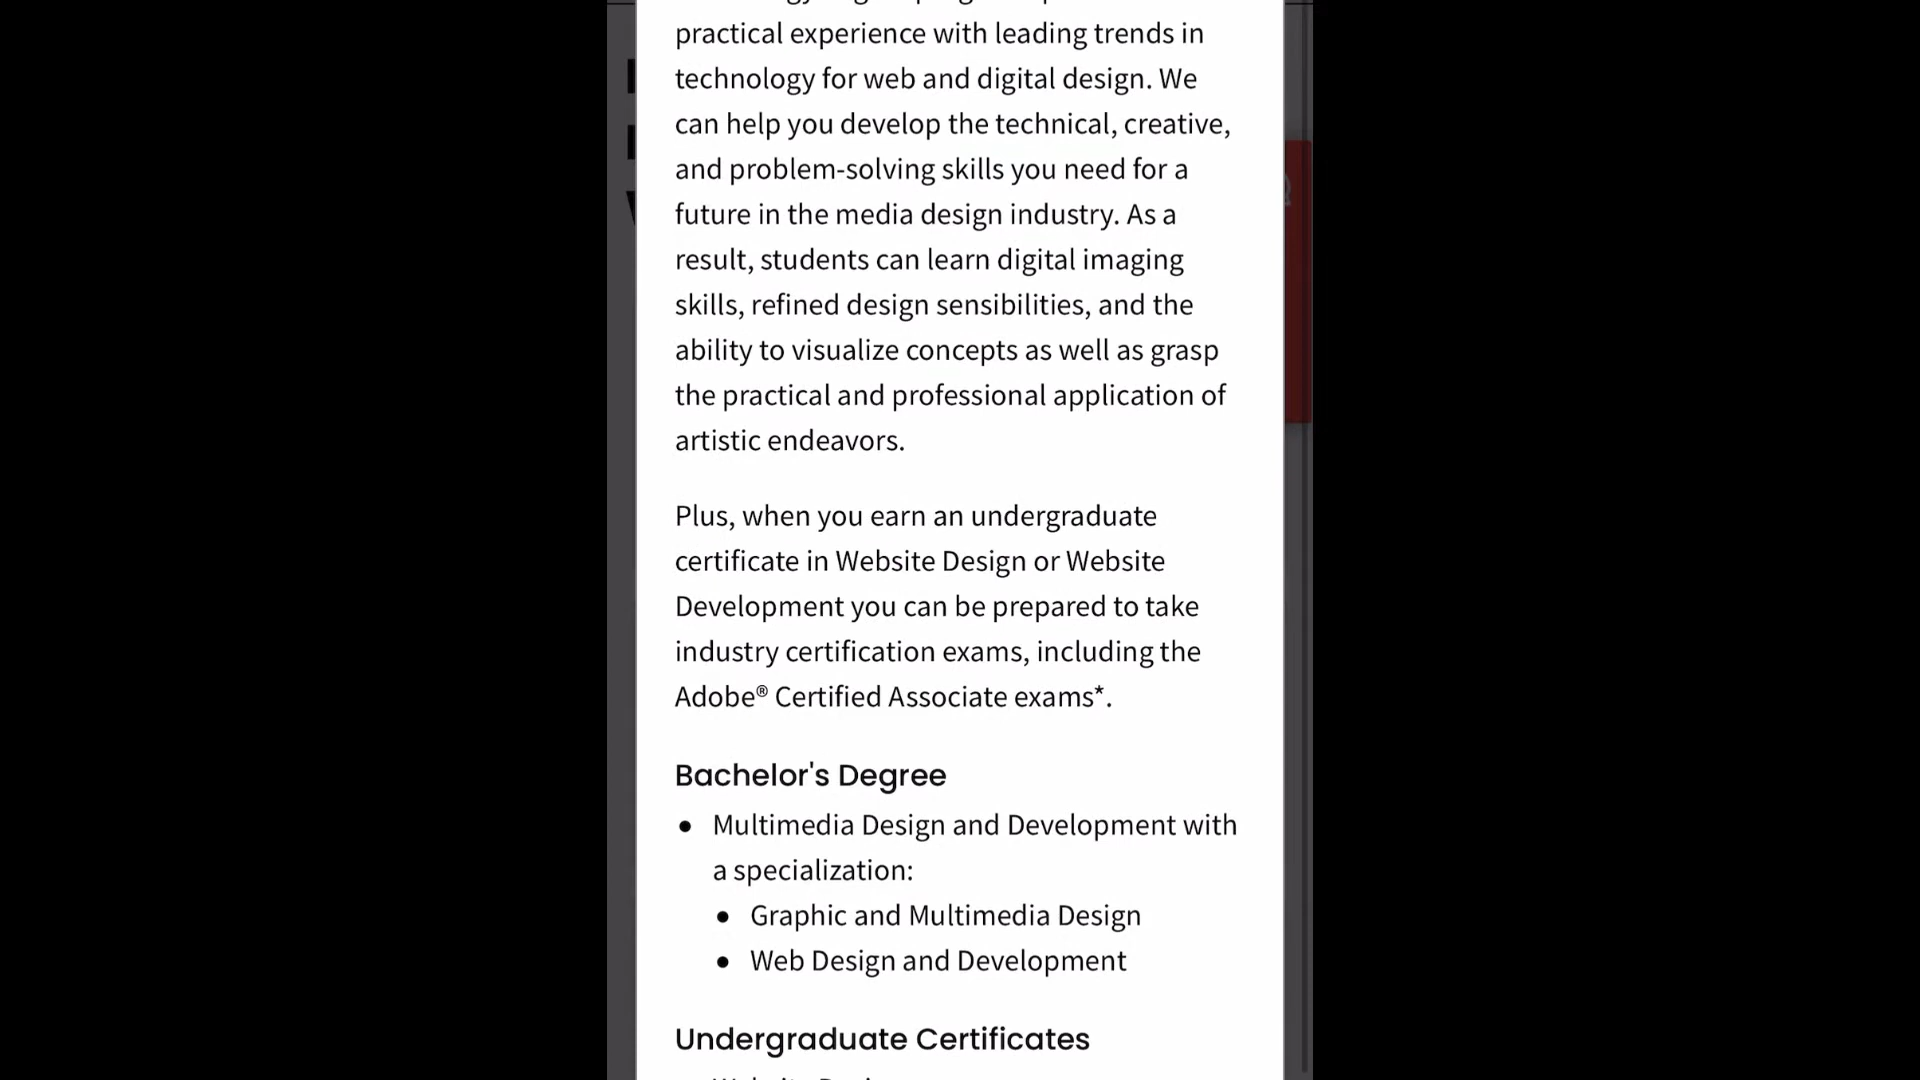 practical experience with leading trends in
technology for web and digital design. We
can help you develop the technical, creative,
and problem-solving skills you need for a
future in the media design industry. As a
result, students can learn digital imaging
skills, refined design sensibilities, and the
ability to visualize concepts as well as grasp
the practical and professional application of
artistic endeavors.
Plus, when you earn an undergraduate
certificate in Website Design or Website
Development you can be prepared to take
industry certification exams, including the
Adobe® Certified Associate exams*.
Bachelor's Degree
• Multimedia Design and Development with
a specialization:
• Graphic and Multimedia Design
• Web Design and Development
Undergraduate Certificates